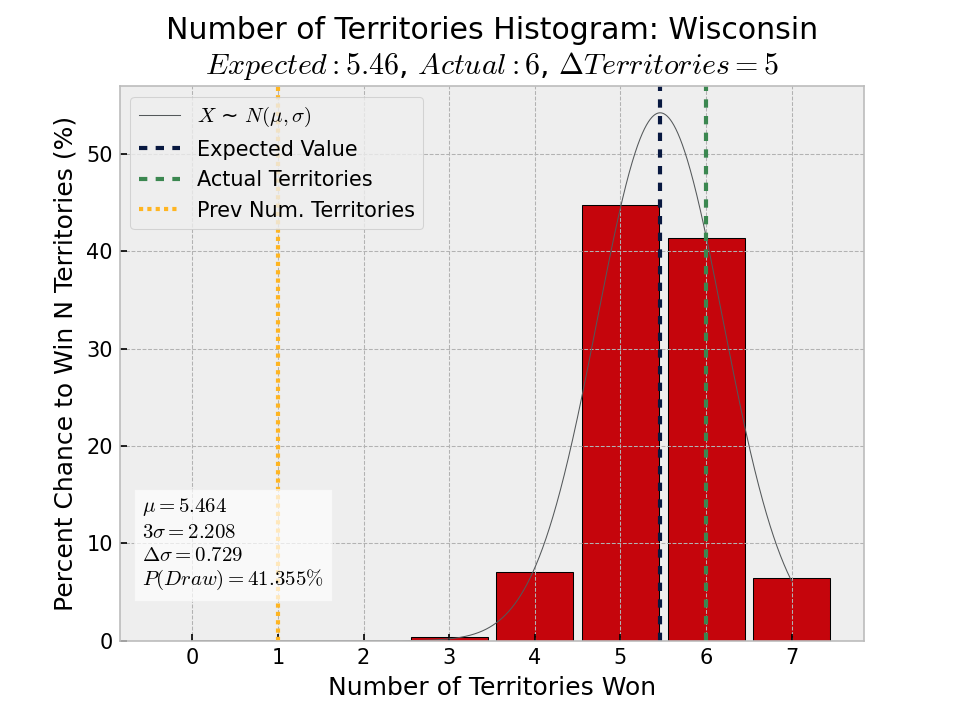 Number of Territories Histogram: Wisconsin
Expected : 5.46, Actual : 6, ΔTerritories = 5
X ~ N(μ, σ)
Expected Value
Actual Territories
Prev Num. Territories
Percent Chance to Win N Territories (%)
50
40
30
20
10
0
μ = 5.464
3σ = 2.208
Δσ = 0.729
P(Draw) = 41.355%
0 1 2 3 4 5 6 7
Number of Territories Won